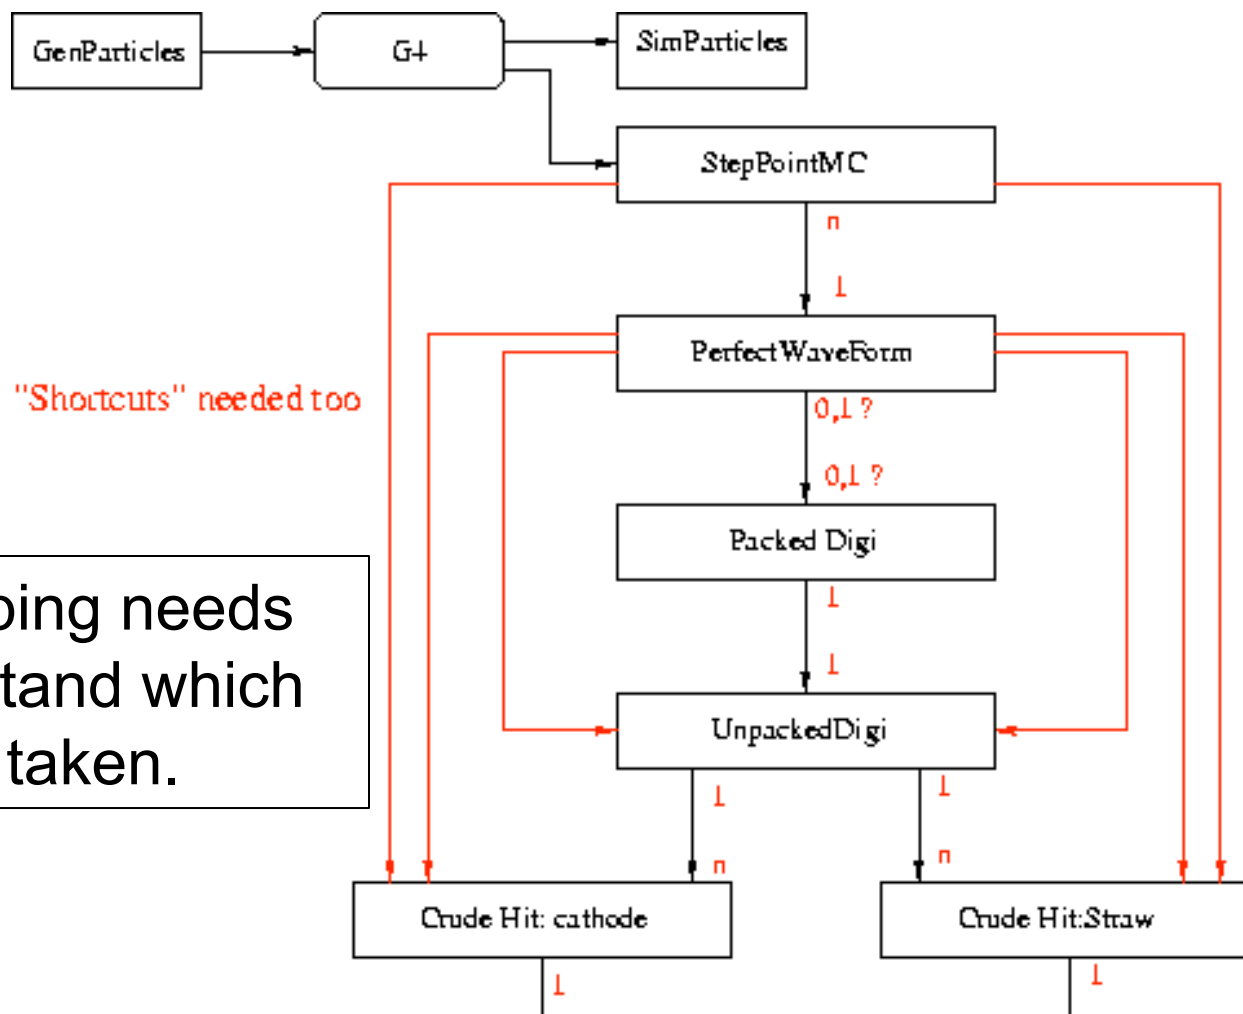 GenParticles
G4
SimParticles
StepPointMC
n
1
PerfectWaveForm
"Shortcuts" needed too
0,1 ?
0,1 ?
Packed Digi
1
ping needs
tand which
taken.
1
UnpackedDigi
1
1
n
n
Crude Hit: cathode
Crude Hit:Straw
1
1